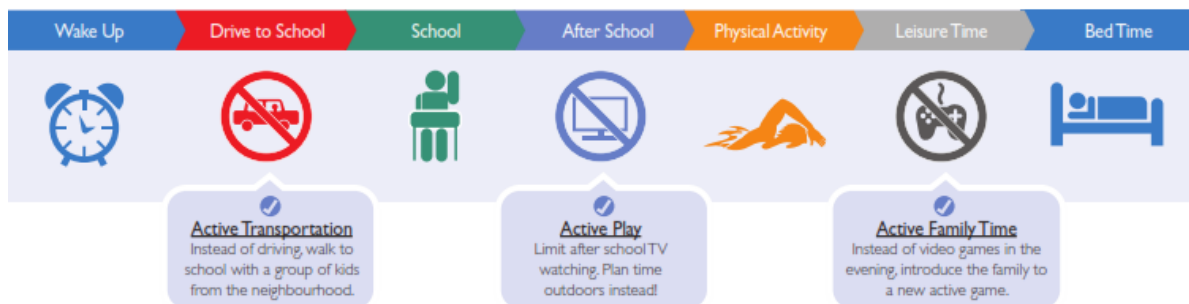 Wake Up
Drive to School
School
After School
Physical Activity
Leisure Time
Bed Time
Active Transportation
Instead of driving, walk to
school with a group of kids
from the neighbourhood.
Active Play
Limit after school TV
watching. Plan time
outdoors instead!
Active Family Time
Instead of video games in the
evening, introduce the family to
a new active game.